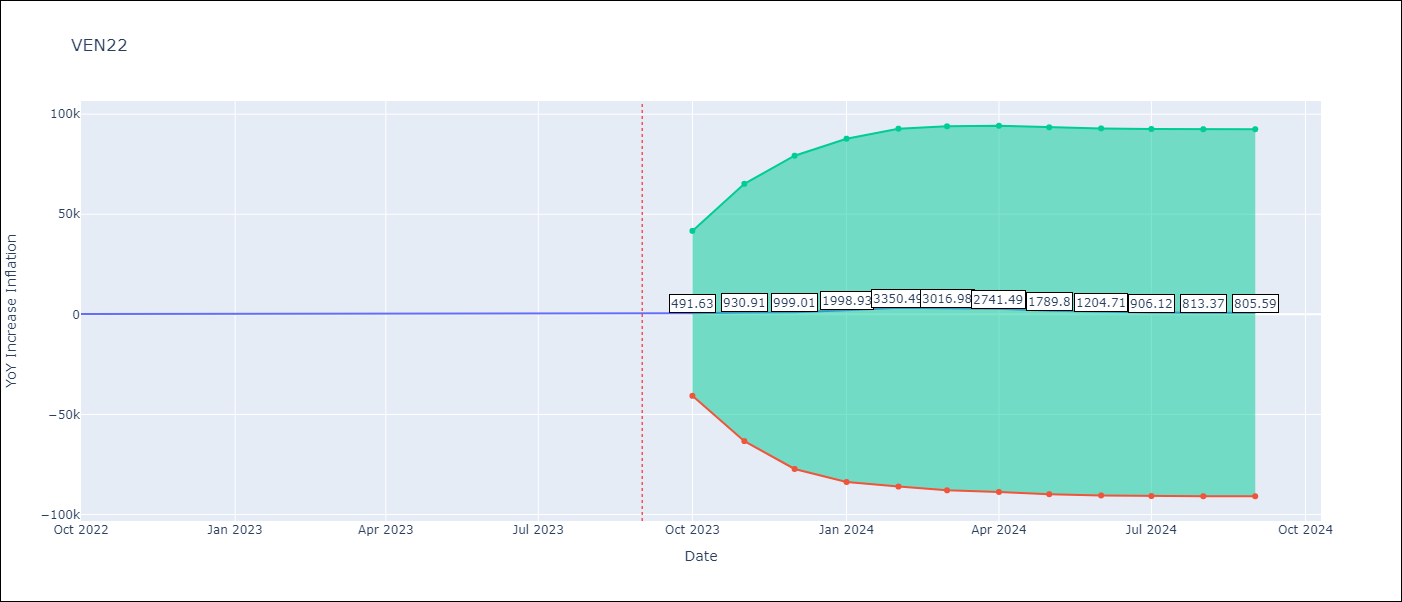 VEN22
YoY Increase Inflation
100k
50k
0
−50k
−100k
491.63
930.91
999.01
1998.93
3350.49
3016.98
2741.49
1789.8
1204.71
906.12
813.37
805.59
Oct 2022
Jan 2023
Apr 2023
Jul 2023
Oct 2023
Jan 2024
Apr 2024
Jul 2024
Oct 2024
Date